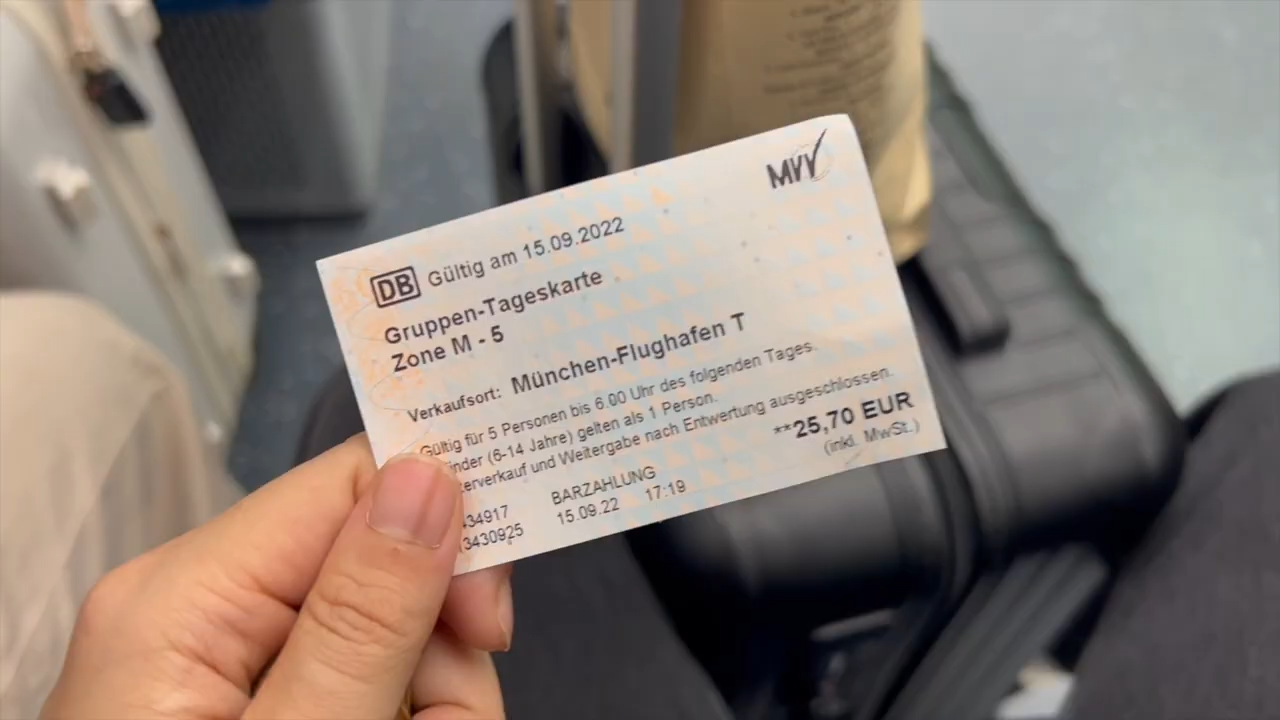 MVV
DB Gültig am 15.09.2022
Gruppen-Tageskarte
Zone M - 5
Verkaufsort: München-Flughafen T
Gültig für 5 Personen bis 6.00 Uhr des folgenden Tages.
inder (6-14 Jahre) gelten als 1 Person.
terverkauf und Weitergabe nach Entwertung ausgeschlossen.
**25,70 EUR
(inkl. MwSt.)
34917 BARZAHLUNG
3430925 15.09.22 17:19